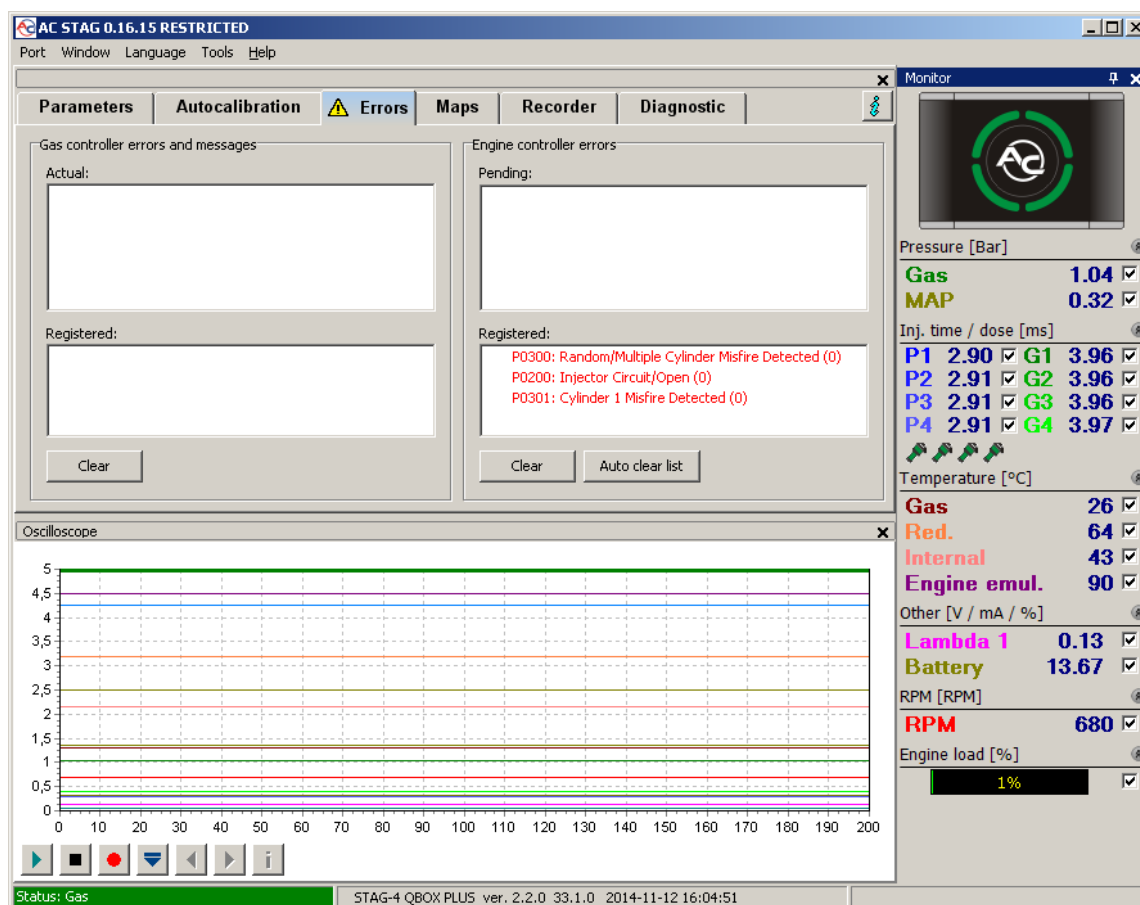 AC STAG 0.16.15 RESTRICTED
Port Window Language Tools Help
Parameters Autocalibration Errors Maps Recorder Diagnostic
Gas controller errors and messages
Actual:
Registered:
Clear
Engine controller errors
Pending:
Registered:
P0300: Random/Multiple Cylinder Misfire Detected (0)
P0200: Injector Circuit/Open (0)
P0301: Cylinder 1 Misfire Detected (0)
Clear Auto clear list
Oscilloscope
5
4,5
4
3,5
3
2,5
2
1,5
1
0,5
0
0 10 20 30 40 50 60 70 80 90 100 110 120 130 140 150 160 170 180 190 200
Monitor
AC
Pressure [Bar]
Gas 1.04
MAP 0.32
Inj. time / dose [ms]
P1 2.90 G1 3.96
P2 2.91 G2 3.96
P3 2.91 G3 3.96
P4 2.91 G4 3.97
Temperature [ºC]
Gas 26
Red. 64
Internal 43
Engine emul. 90
Other [V / mA / %]
Lambda 1 0.13
Battery 13.67
RPM [RPM]
RPM 680
Engine load [%]
1%
Status: Gas
STAG-4 QBOX PLUS ver. 2.2.0 33.1.0 2014-11-12 16:04:51